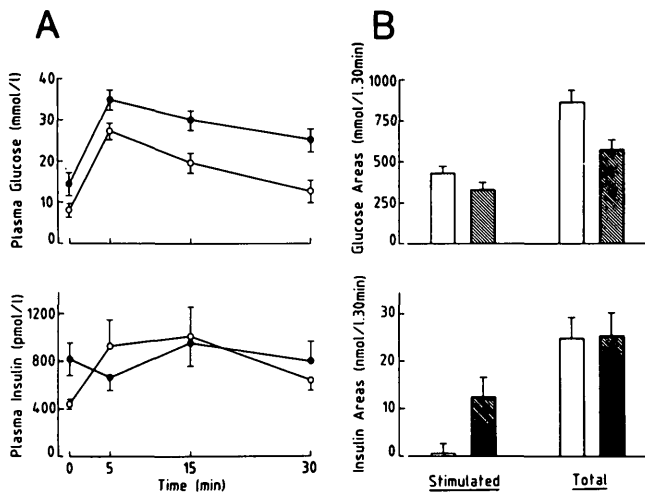 A
B
Plasma Glucose (mmol/l)
40
30
20
10
0
Glucose Areas (mmol/l.30min)
1000
750
500
250
0
Plasma Insulin (pmol/l)
1200
800
400
0 5 15 30
Time (min)
Insulin Areas (nmol/l.30min)
30
20
10
0
Stimulated Total